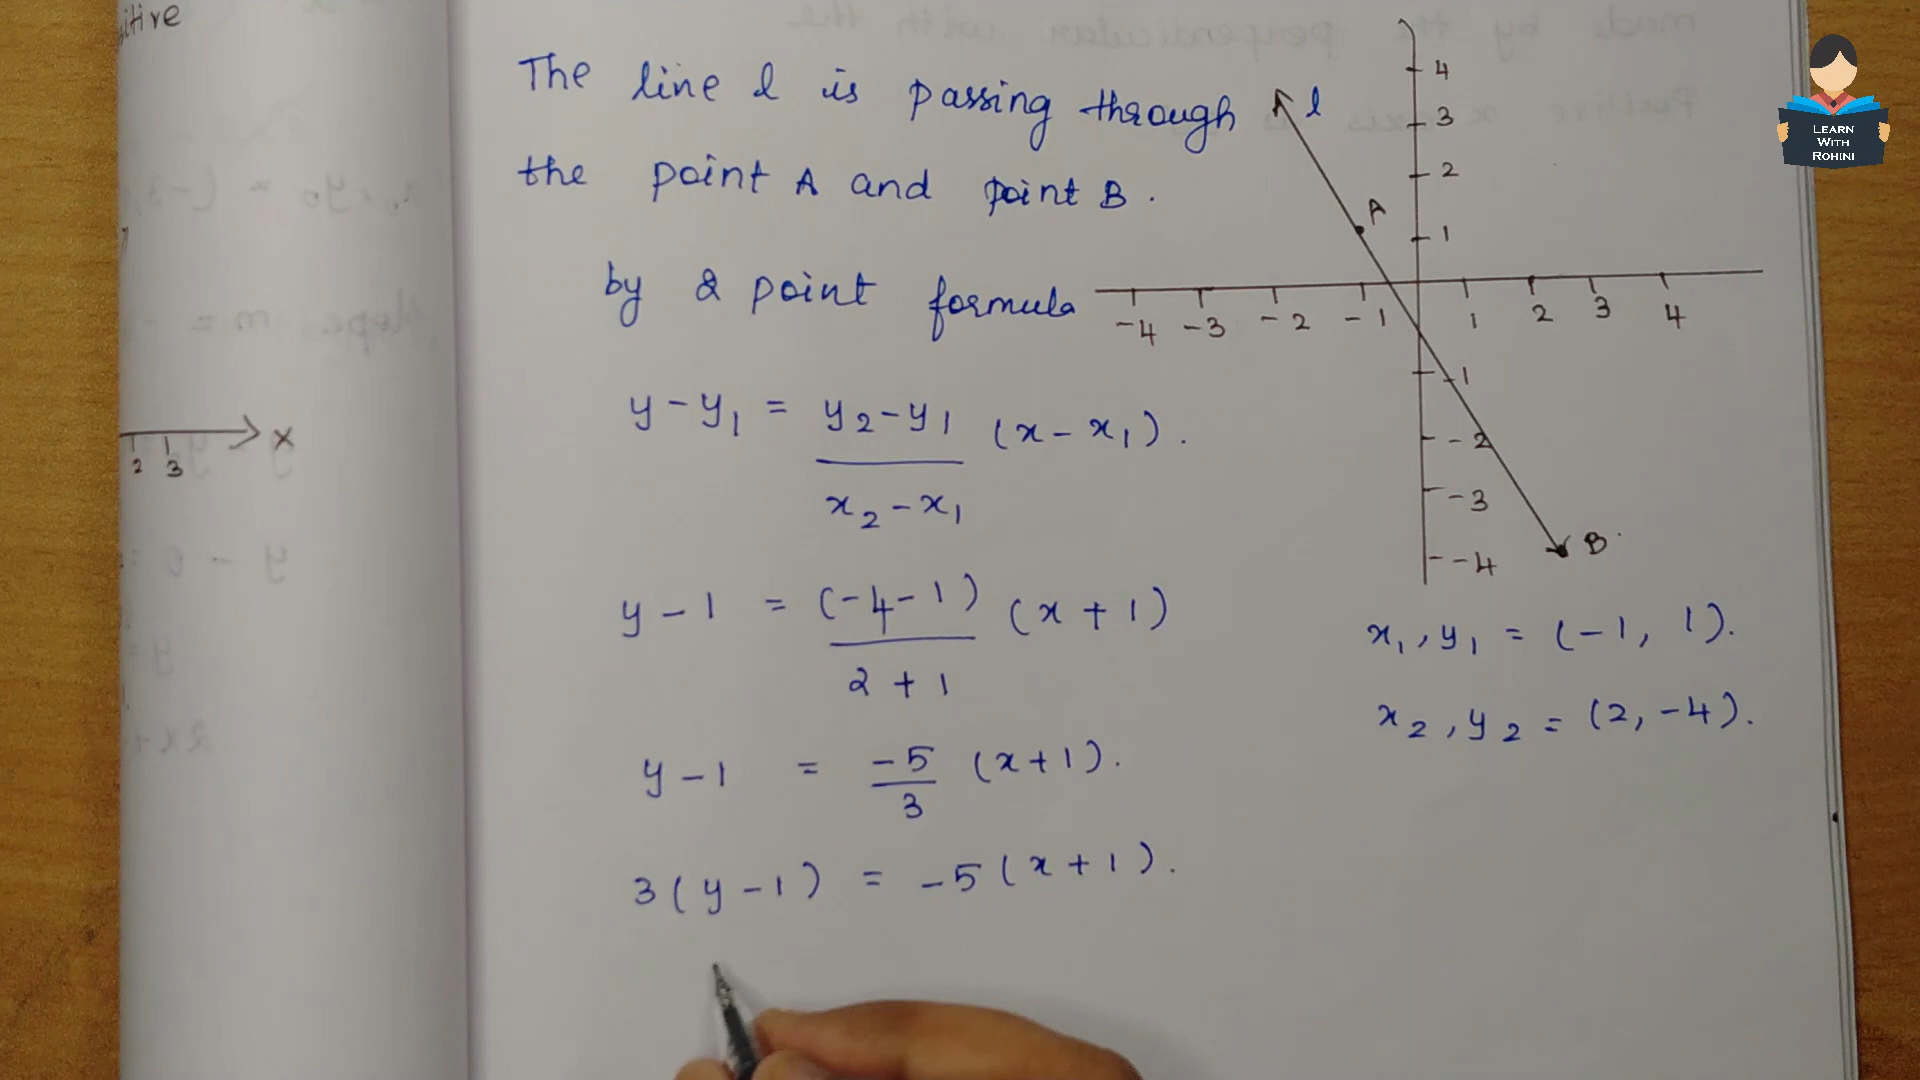 The line l is passing through
the point A and point B.
by 2 point formula
y - y₁ = y₂ - y₁ / x₂ - x₁ (x - x₁).
y - 1 = (-4 - 1) / 2 + 1 (x + 1)
y - 1 = -5/3 (x + 1).
3(y - 1) = -5(x + 1).
l
A
B
4
3
2
1
-4 -3 -2 -1 1 2 3 4
-1
-2
-3
-4
x₁, y₁ = (-1, 1).
x₂, y₂ = (2, -4).
LEARN
WITH
ROHINI
X
2 3